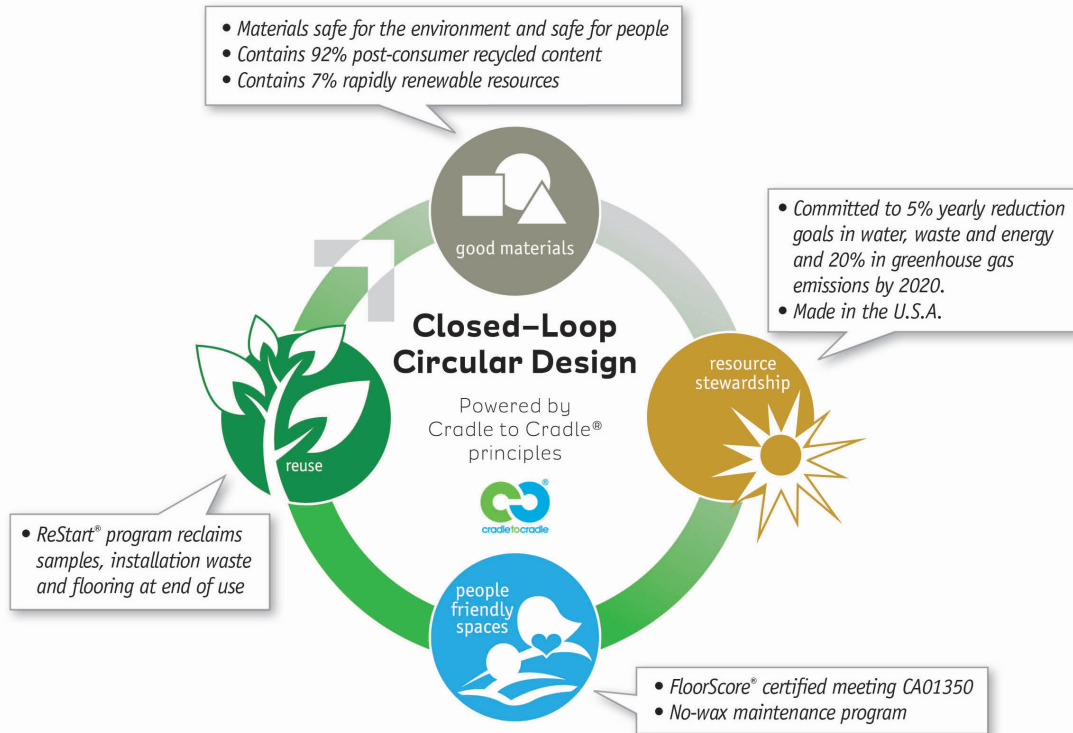 • Materials safe for the environment and safe for people
• Contains 92% post-consumer recycled content
• Contains 7% rapidly renewable resources
good materials
• Committed to 5% yearly reduction
goals in water, waste and energy
and 20% in greenhouse gas
emissions by 2020.
• Made in the U.S.A.
Closed-Loop
Circular Design
Powered by
Cradle to Cradle®
principles
®
cradletocradle
resource
stewardship
reuse
• ReStart® program reclaims
samples, installation waste
and flooring at end of use
people
friendly
spaces
• FloorScore® certified meeting CA01350
• No-wax maintenance program